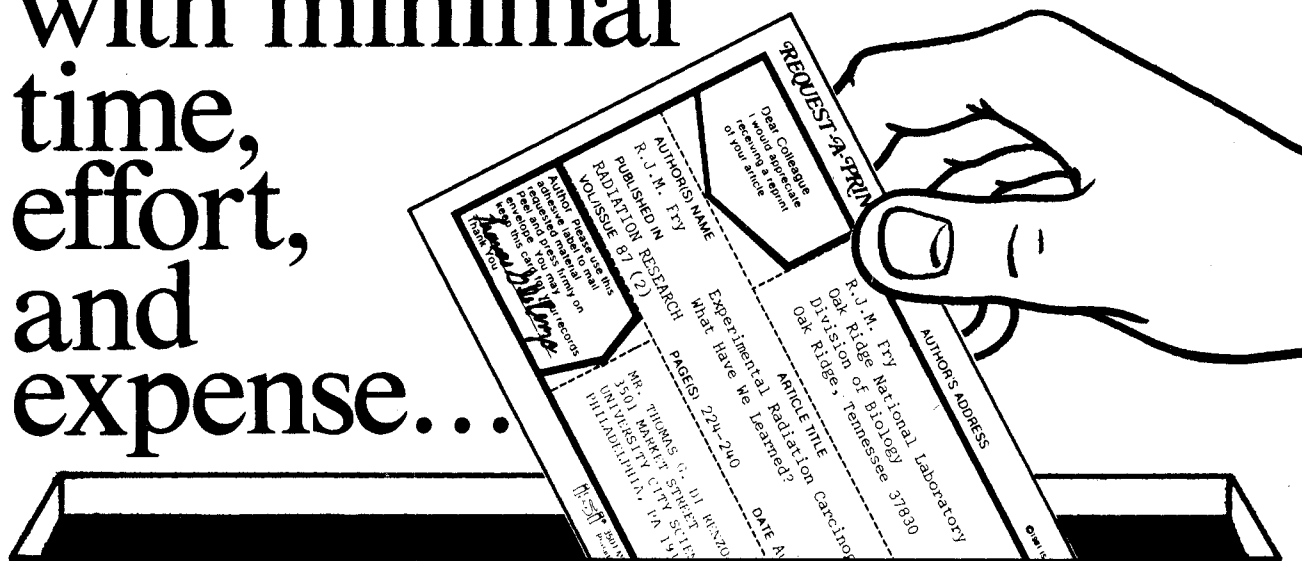 with minimal
time,
effort,
and
expense...
REQUEST-A-PRIN
Dear Colleague
I would appreciate
receiving a reprint
of your article
AUTHOR(S) NAME
R.J.M. Fry
PUBLISHED IN
RADIATION RESEARCH
VOL/ISSUE 87 (2)
PAGE(S) 224-240
DATE
AUTHOR'S ADDRESS
R.J.M. Fry
Oak Ridge National Laboratory
Division of Biology
Oak Ridge, Tennessee 37830
ARTICLE TITLE
Experimental Radiation Carcinog
What Have We Learned?
Author Please use this
adhesive label to mail
requested material
Peel and press firmly on
envelope You may
keep this card for records
Thank You
MR. THOMAS G. DI RENZO
3501 MARKET STREET
UNIVERSITY CITY SCIEN
PHILADELPHIA, PA 191